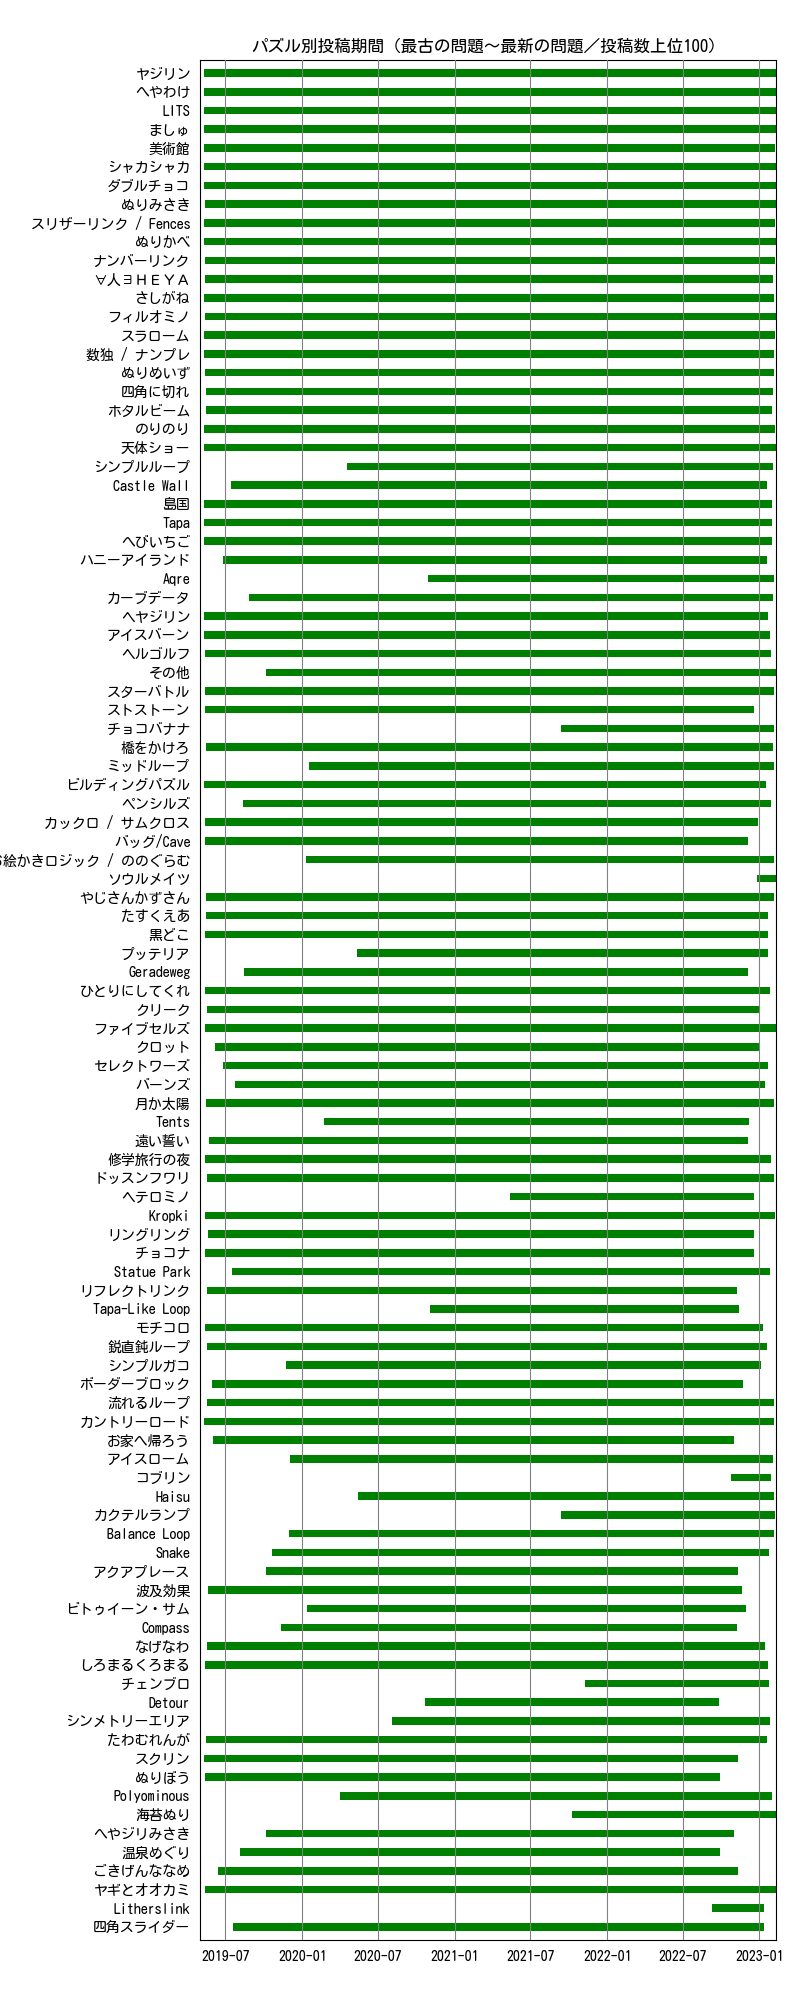 パズル別投稿期間（最古の問題～最新の問題／投稿数上位100）
ヤジリン
へやわけ
LITS
ましゅ
美術館
シャカシャカ
ダブルチョコ
ぬりみさき
スリザーリンク / Fences
ぬりかべ
ナンバーリンク
∀人∃ＨＥＹＡ
さしがね
フィルオミノ
スラローム
数独 / ナンプレ
ぬりめいず
四角に切れ
ホタルビーム
のりのり
天体ショー
シンプルループ
Castle Wall
島国
Tapa
へびいちご
ハニーアイランド
Aqre
カーブデータ
ヘヤジリン
アイスバーン
ヘルゴルフ
その他
スターバトル
ストストーン
チョコバナナ
橋をかけろ
ミッドループ
ビルディングパズル
ペンシルズ
カックロ / サムクロス
バッグ/Cave
絵かきロジック / ののぐらむ
ソウルメイツ
やじさんかずさん
たすくえあ
黒どこ
プッテリア
Geradeweg
ひとりにしてくれ
クリーク
ファイブセルズ
クロット
セレクトワーズ
バーンズ
月か太陽
Tents
遠い誓い
修学旅行の夜
ドッスンフワリ
ヘテロミノ
Kropki
リングリング
チョコナ
Statue Park
リフレクトリンク
Tapa-Like Loop
モチコロ
鋭直鈍ループ
シンプルガコ
ボーダーブロック
流れるループ
カントリーロード
お家へ帰ろう
アイスローム
コブリン
Haisu
カクテルランプ
Balance Loop
Snake
アクアプレース
波及効果
ビトゥイーン・サム
Compass
なげなわ
しろまるくろまる
チェンブロ
Detour
シンメトリーエリア
たわむれんが
スクリン
ぬりぼう
Polyominous
海苔ぬり
へやジリみさき
温泉めぐり
ごきげんななめ
ヤギとオオカミ
Litherslink
四角スライダー
2019-07 2020-01 2020-07 2021-01 2021-07 2022-01 2022-07 2023-01